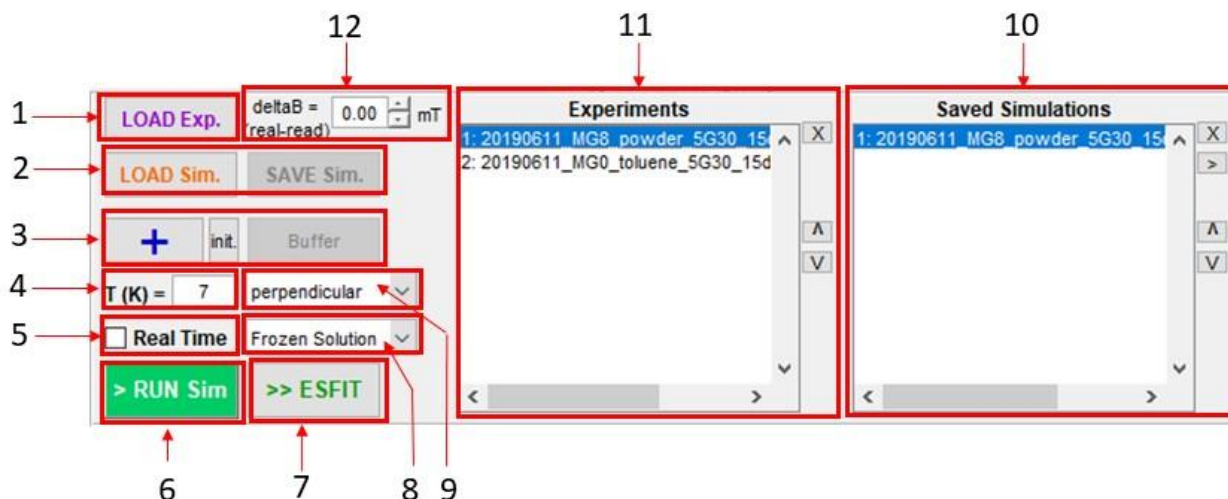 12 11 10
1 LOAD Exp. deltaB = (real-read) 0.00 mT Experiments Saved Simulations
1: 20190611_MG8_powder_5G30_15 X 1: 20190611_MG8_powder_5G30_15 X
2 LOAD Sim. SAVE Sim. 2: 20190611_MG0_toluene_5G30_15d >
3 + init. Buffer Λ Λ
V V
4 T (K) = 7 perpendicular
5 Real Time Frozen Solution
> RUN Sim >> ESFIT < > < >
6 7 8 9